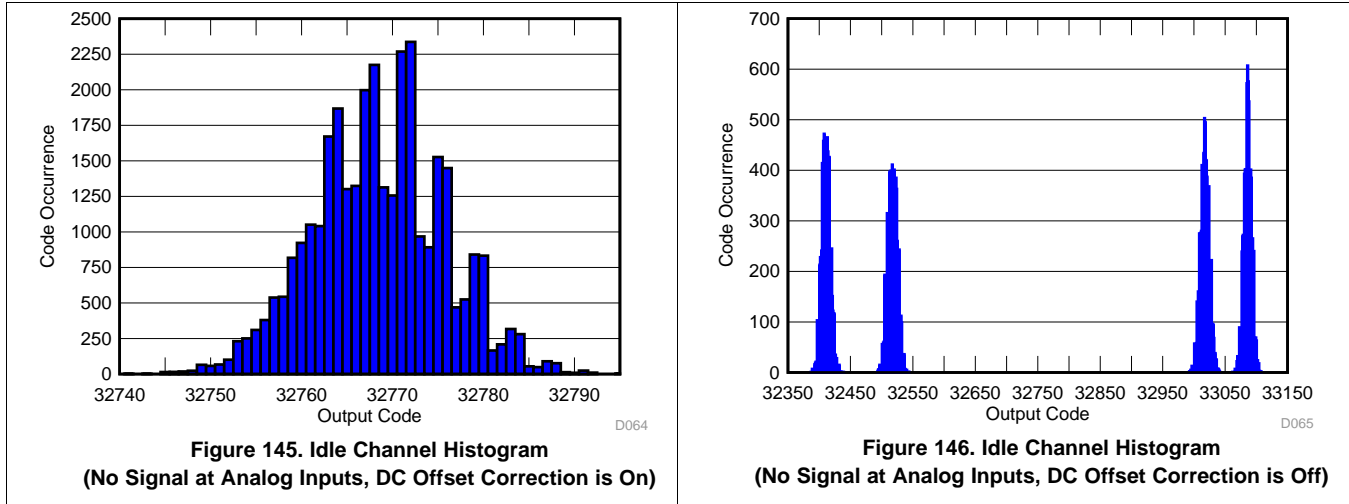 2500
2250
2000
1750
1500
1250
1000
750
500
250
0
Code Occurrence
32740 32750 32760 32770 32780 32790
Output Code
D064
Figure 145. Idle Channel Histogram
(No Signal at Analog Inputs, DC Offset Correction is On)
700
600
500
400
300
200
100
0
Code Occurrence
32350 32450 32550 32650 32750 32850 32950 33050 33150
Output Code
D065
Figure 146. Idle Channel Histogram
(No Signal at Analog Inputs, DC Offset Correction is Off)